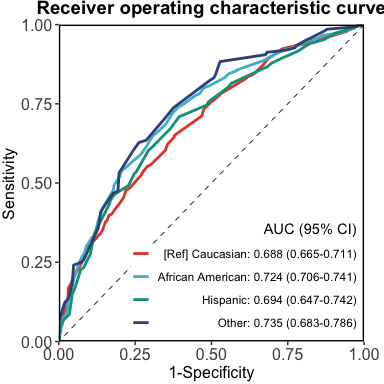 Receiver operating characteristic curve
Sensitivity
1.00
0.75
0.50
0.25
0.00
AUC (95% CI)
[Ref] Caucasian: 0.688 (0.665-0.711)
African American: 0.724 (0.706-0.741)
Hispanic: 0.694 (0.647-0.742)
Other: 0.735 (0.683-0.786)
0.00 0.25 0.50 0.75 1.00
1-Specificity